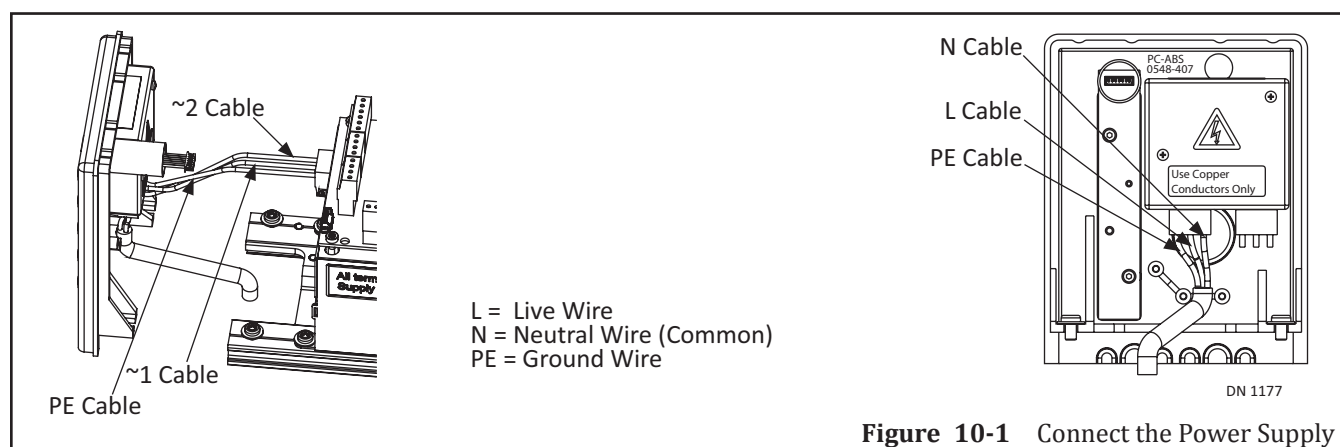 ~2 Cable
~1 Cable
PE Cable
All term
Supply
L = Live Wire
N = Neutral Wire (Common)
PE = Ground Wire
N Cable
L Cable
PE Cable
PC-ABS
0548-407
Use Copper
Conductors Only
DN 1177
Figure 10-1 Connect the Power Supply